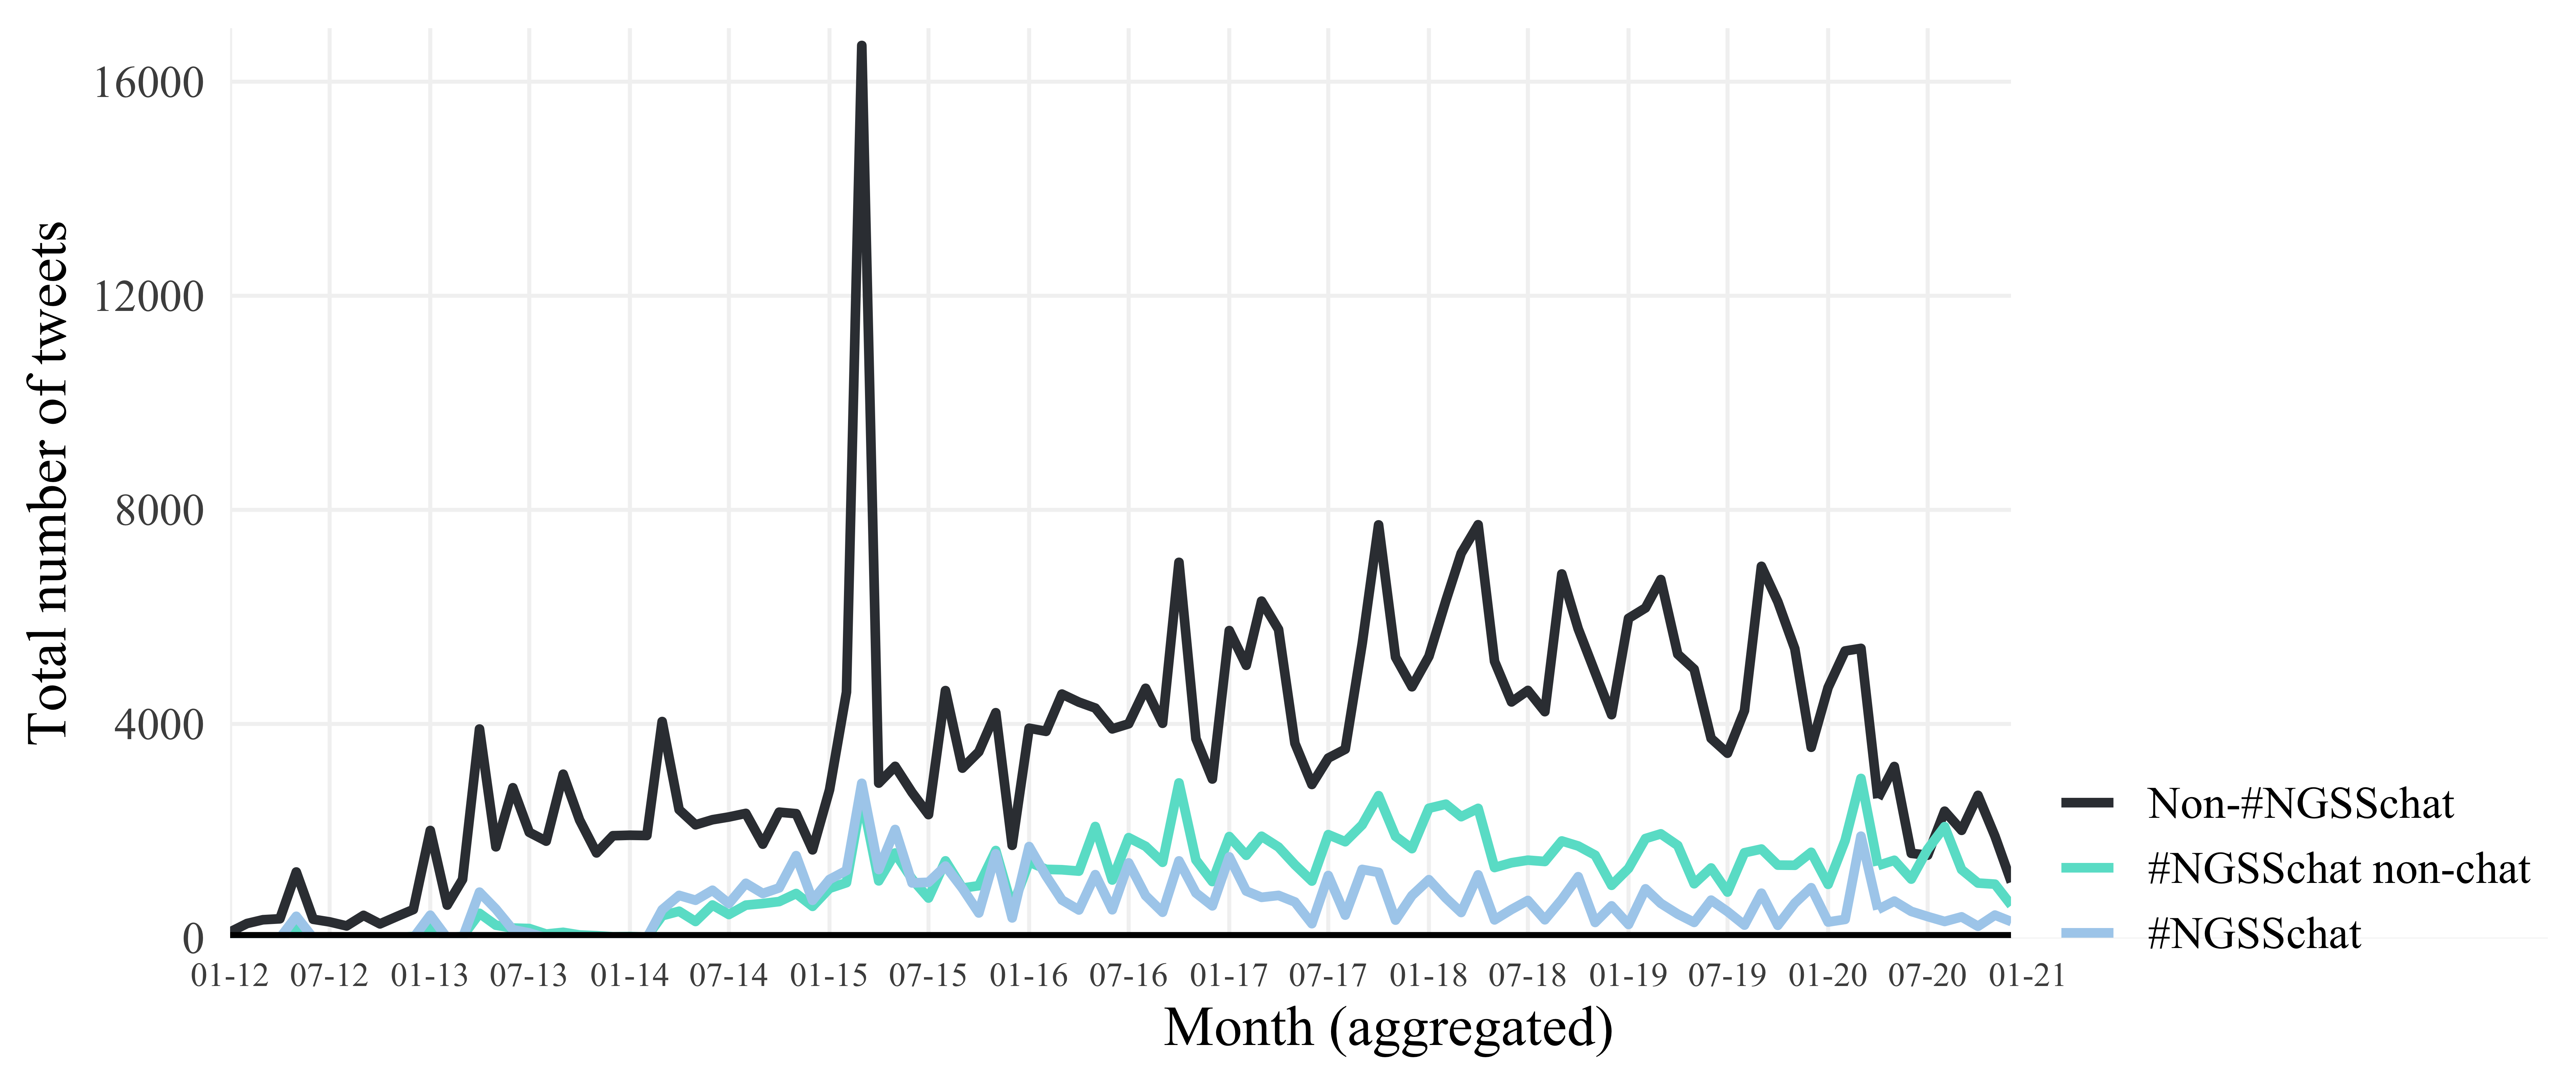 Total number of tweets
16000
12000
8000
4000
0
01-12 07-12 01-13 07-13 01-14 07-14 01-15 07-15 01-16 07-16 01-17 07-17 01-18 07-18 01-19 07-19 01-20 07-20 01-21
Month (aggregated)
Non-#NGSSchat
#NGSSchat non-chat
#NGSSchat